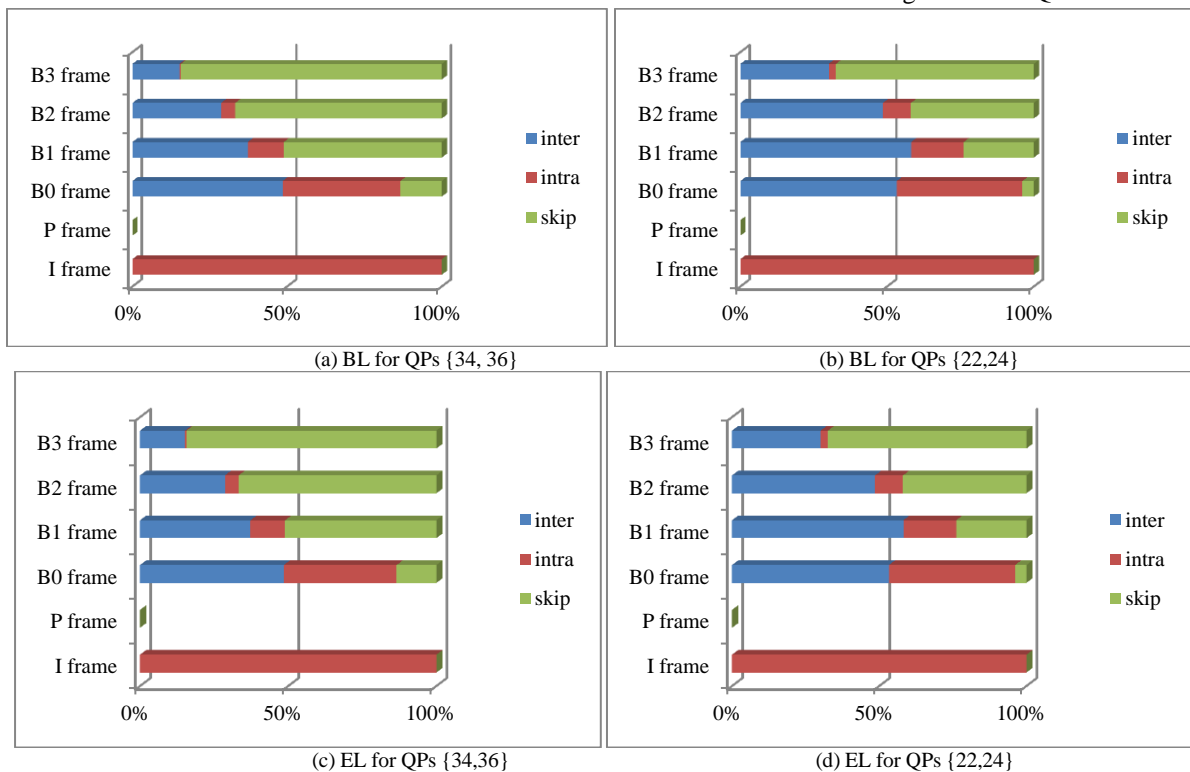 B3 frame
B2 frame
B1 frame
B0 frame
P frame
I frame
0%
50%
100%
inter
intra
skip
(a) BL for QPs {34, 36}
B3 frame
B2 frame
B1 frame
B0 frame
P frame
I frame
0%
50%
100%
inter
intra
skip
(b) BL for QPs {22,24}
B3 frame
B2 frame
B1 frame
B0 frame
P frame
I frame
0%
50%
100%
inter
intra
skip
(c) EL for QPs {34,36}
B3 frame
B2 frame
B1 frame
B0 frame
P frame
I frame
0%
50%
100%
inter
intra
skip
(d) EL for QPs {22,24}